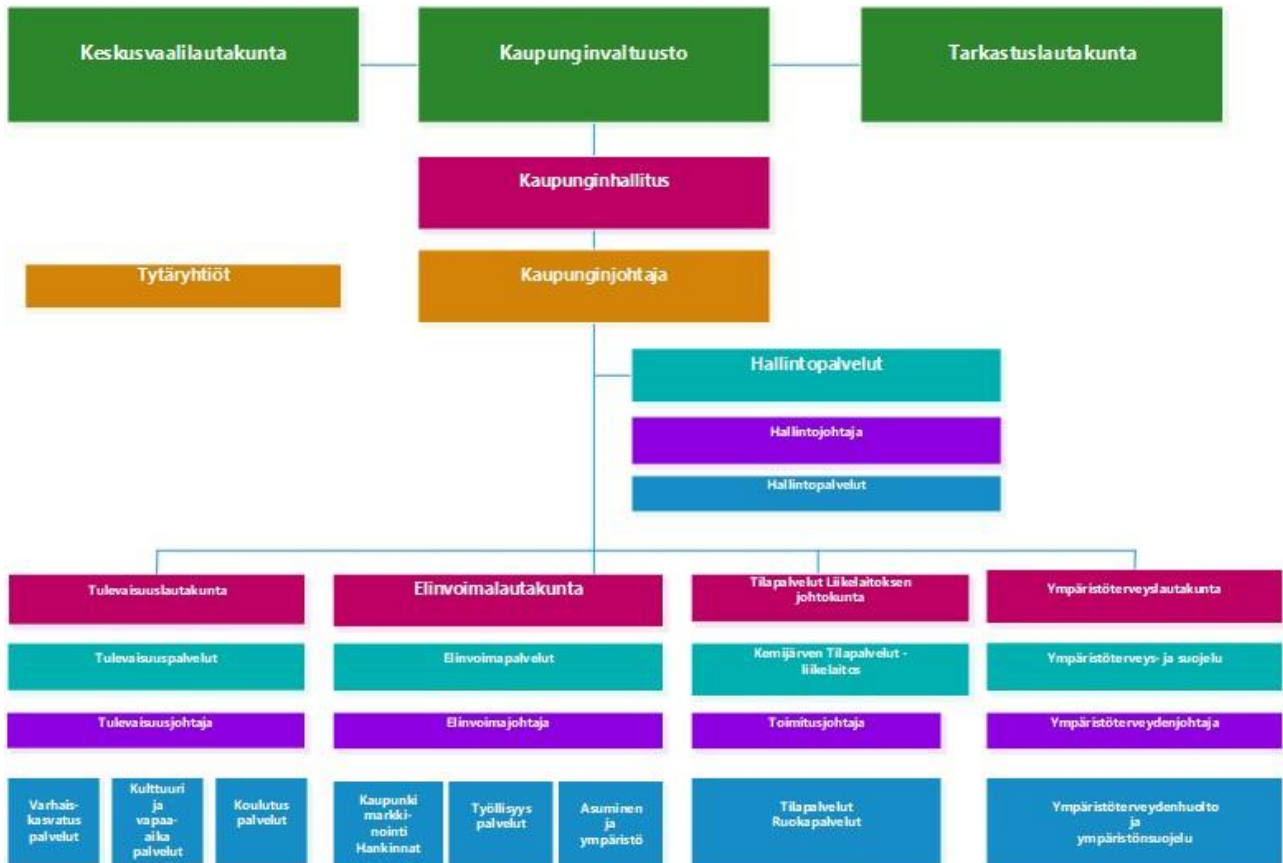 Keskusvaalilautakunta
Kaupunginvaltuusto
Tarkastuslautakunta
Kaupunginhallitus
Tytäryhtiöt
Kaupunginjohtaja
Hallintopalvelut
Hallintojohtaja
Hallintopalvelut
Tulevaisuuslautakunta
Elinvoimalautakunta
Tilapalvelut Liikelaitoksen
johtokunta
Ympäristöterveyslautakunta
Tulevaisuuspalvelut
Elinvoimapalvelut
Kemijärven Tilapalvelut -
liikelaitos
Ympäristöterveys- ja suojelu
Tulevaisuusjohtaja
Elinvoimajohtaja
Toimitusjohtaja
Ympäristöterveydenjohtaja
Varhais-
kasvatus
palvelut
Kulttuuri
ja
vapaa-
aika
palvelut
Koulutus
palvelut
Kaupunki
markki-
nointi
Hankinnat
Työllisyys
palvelut
Asuminen
ja
ympäristö
Tilapalvelut
Ruokapalvelut
Ympäristöterveydenhuolto
ja
ympäristönsuojelu